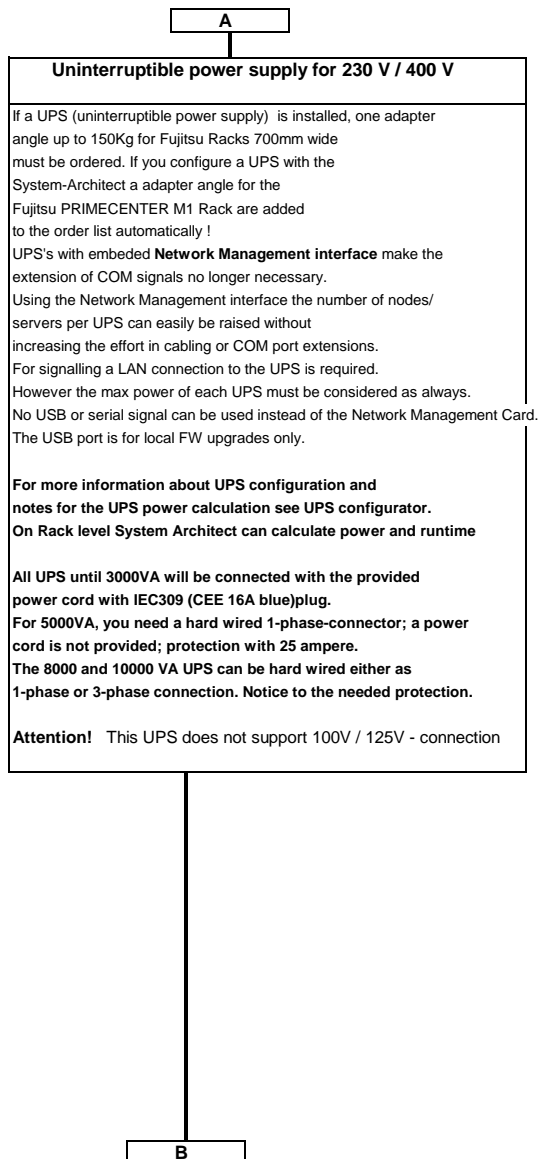 A
Uninterruptible power supply for 230 V / 400 V
If a UPS (uninterruptible power supply) is installed, one adapter
angle up to 150Kg for Fujitsu Racks 700mm wide
must be ordered. If you configure a UPS with the
System-Architect a adapter angle for the
Fujitsu PRIMECENTER M1 Rack are added
to the order list automatically !
UPS's with embeded Network Management interface make the
extension of COM signals no longer necessary.
Using the Network Management interface the number of nodes/
servers per UPS can easily be raised without
increasing the effort in cabling or COM port extensions.
For signalling a LAN connection to the UPS is required.
However the max power of each UPS must be considered as always.
No USB or serial signal can be used instead of the Network Management Card.
The USB port is for local FW upgrades only.
For more information about UPS configuration and
notes for the UPS power calculation see UPS configurator.
On Rack level System Architect can calculate power and runtime
All UPS until 3000VA will be connected with the provided
power cord with IEC309 (CEE 16A blue)plug.
For 5000VA, you need a hard wired 1-phase-connector; a power
cord is not provided; protection with 25 ampere.
The 8000 and 10000 VA UPS can be hard wired either as
1-phase or 3-phase connection. Notice to the needed protection.
Attention! This UPS does not support 100V / 125V - connection
B